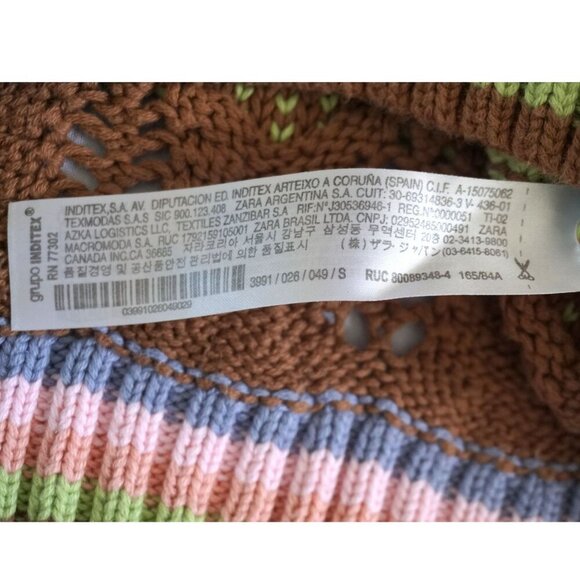 grupo INDITEX®
RN 77302
INDITEX,S.A. AV. DIPUTACION ED. INDITEX ARTEIXO A CORUÑA (SPAIN) C.I.F. A-15075062
TEXMODAS S.A.S SIC 900.123.408 ZARA ARGENTINA S.A. CUIT: 30-69314836-3 V- 436-01
AZKA LOGISTICS LLC, TEXTILES ZANZIBAR S.A RIF:N°J30536946-1 REG.N°0000051 TI-02
MACROMODA S.A. RUC 1792159105001 ZARA BRASIL LTDA. CNPJ: 02952485000491 ZARA
CANADA INC.CA 36685 자라코리아 서울시 강남구 삼성동 무역센터 20층 02-3413-9800
품질경영 및 공산품안전 관리법에 의한 품질표시 (株) ザラ・ジャパン (03-6415-8061)
3991 / 026 / 049 / S RUC 80089348-4 165/84A
03991026049029